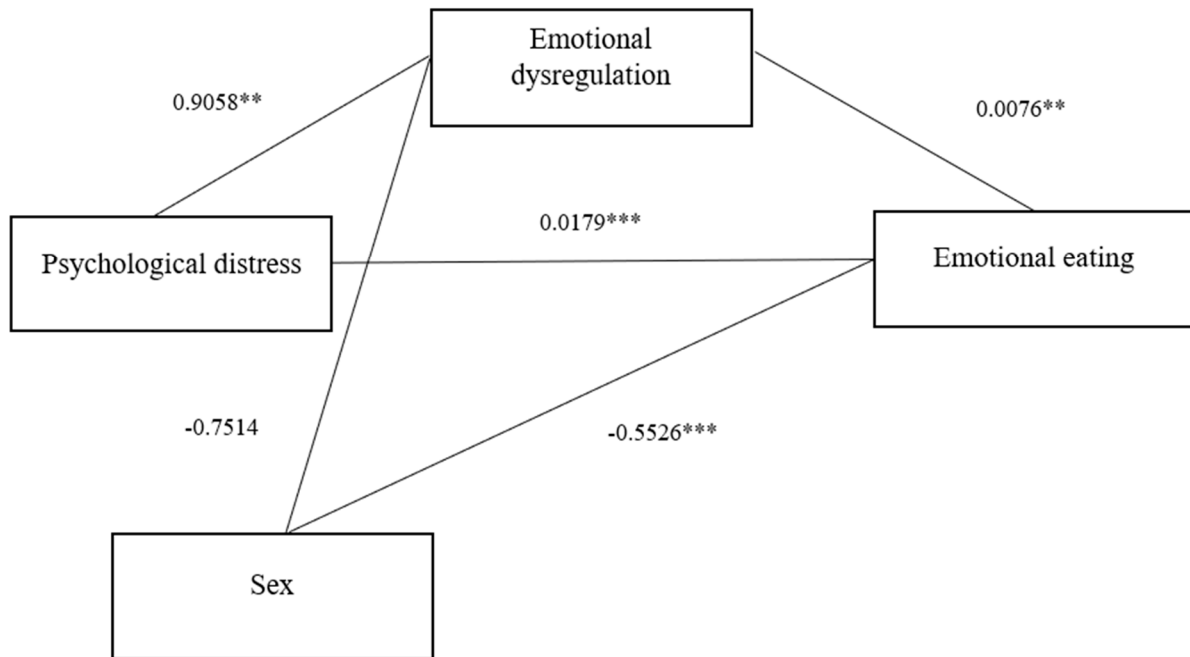 Emotional
dysregulation
0.9058**
0.0076**
0.0179***
Psychological distress
Emotional eating
-0.7514
-0.5526***
Sex